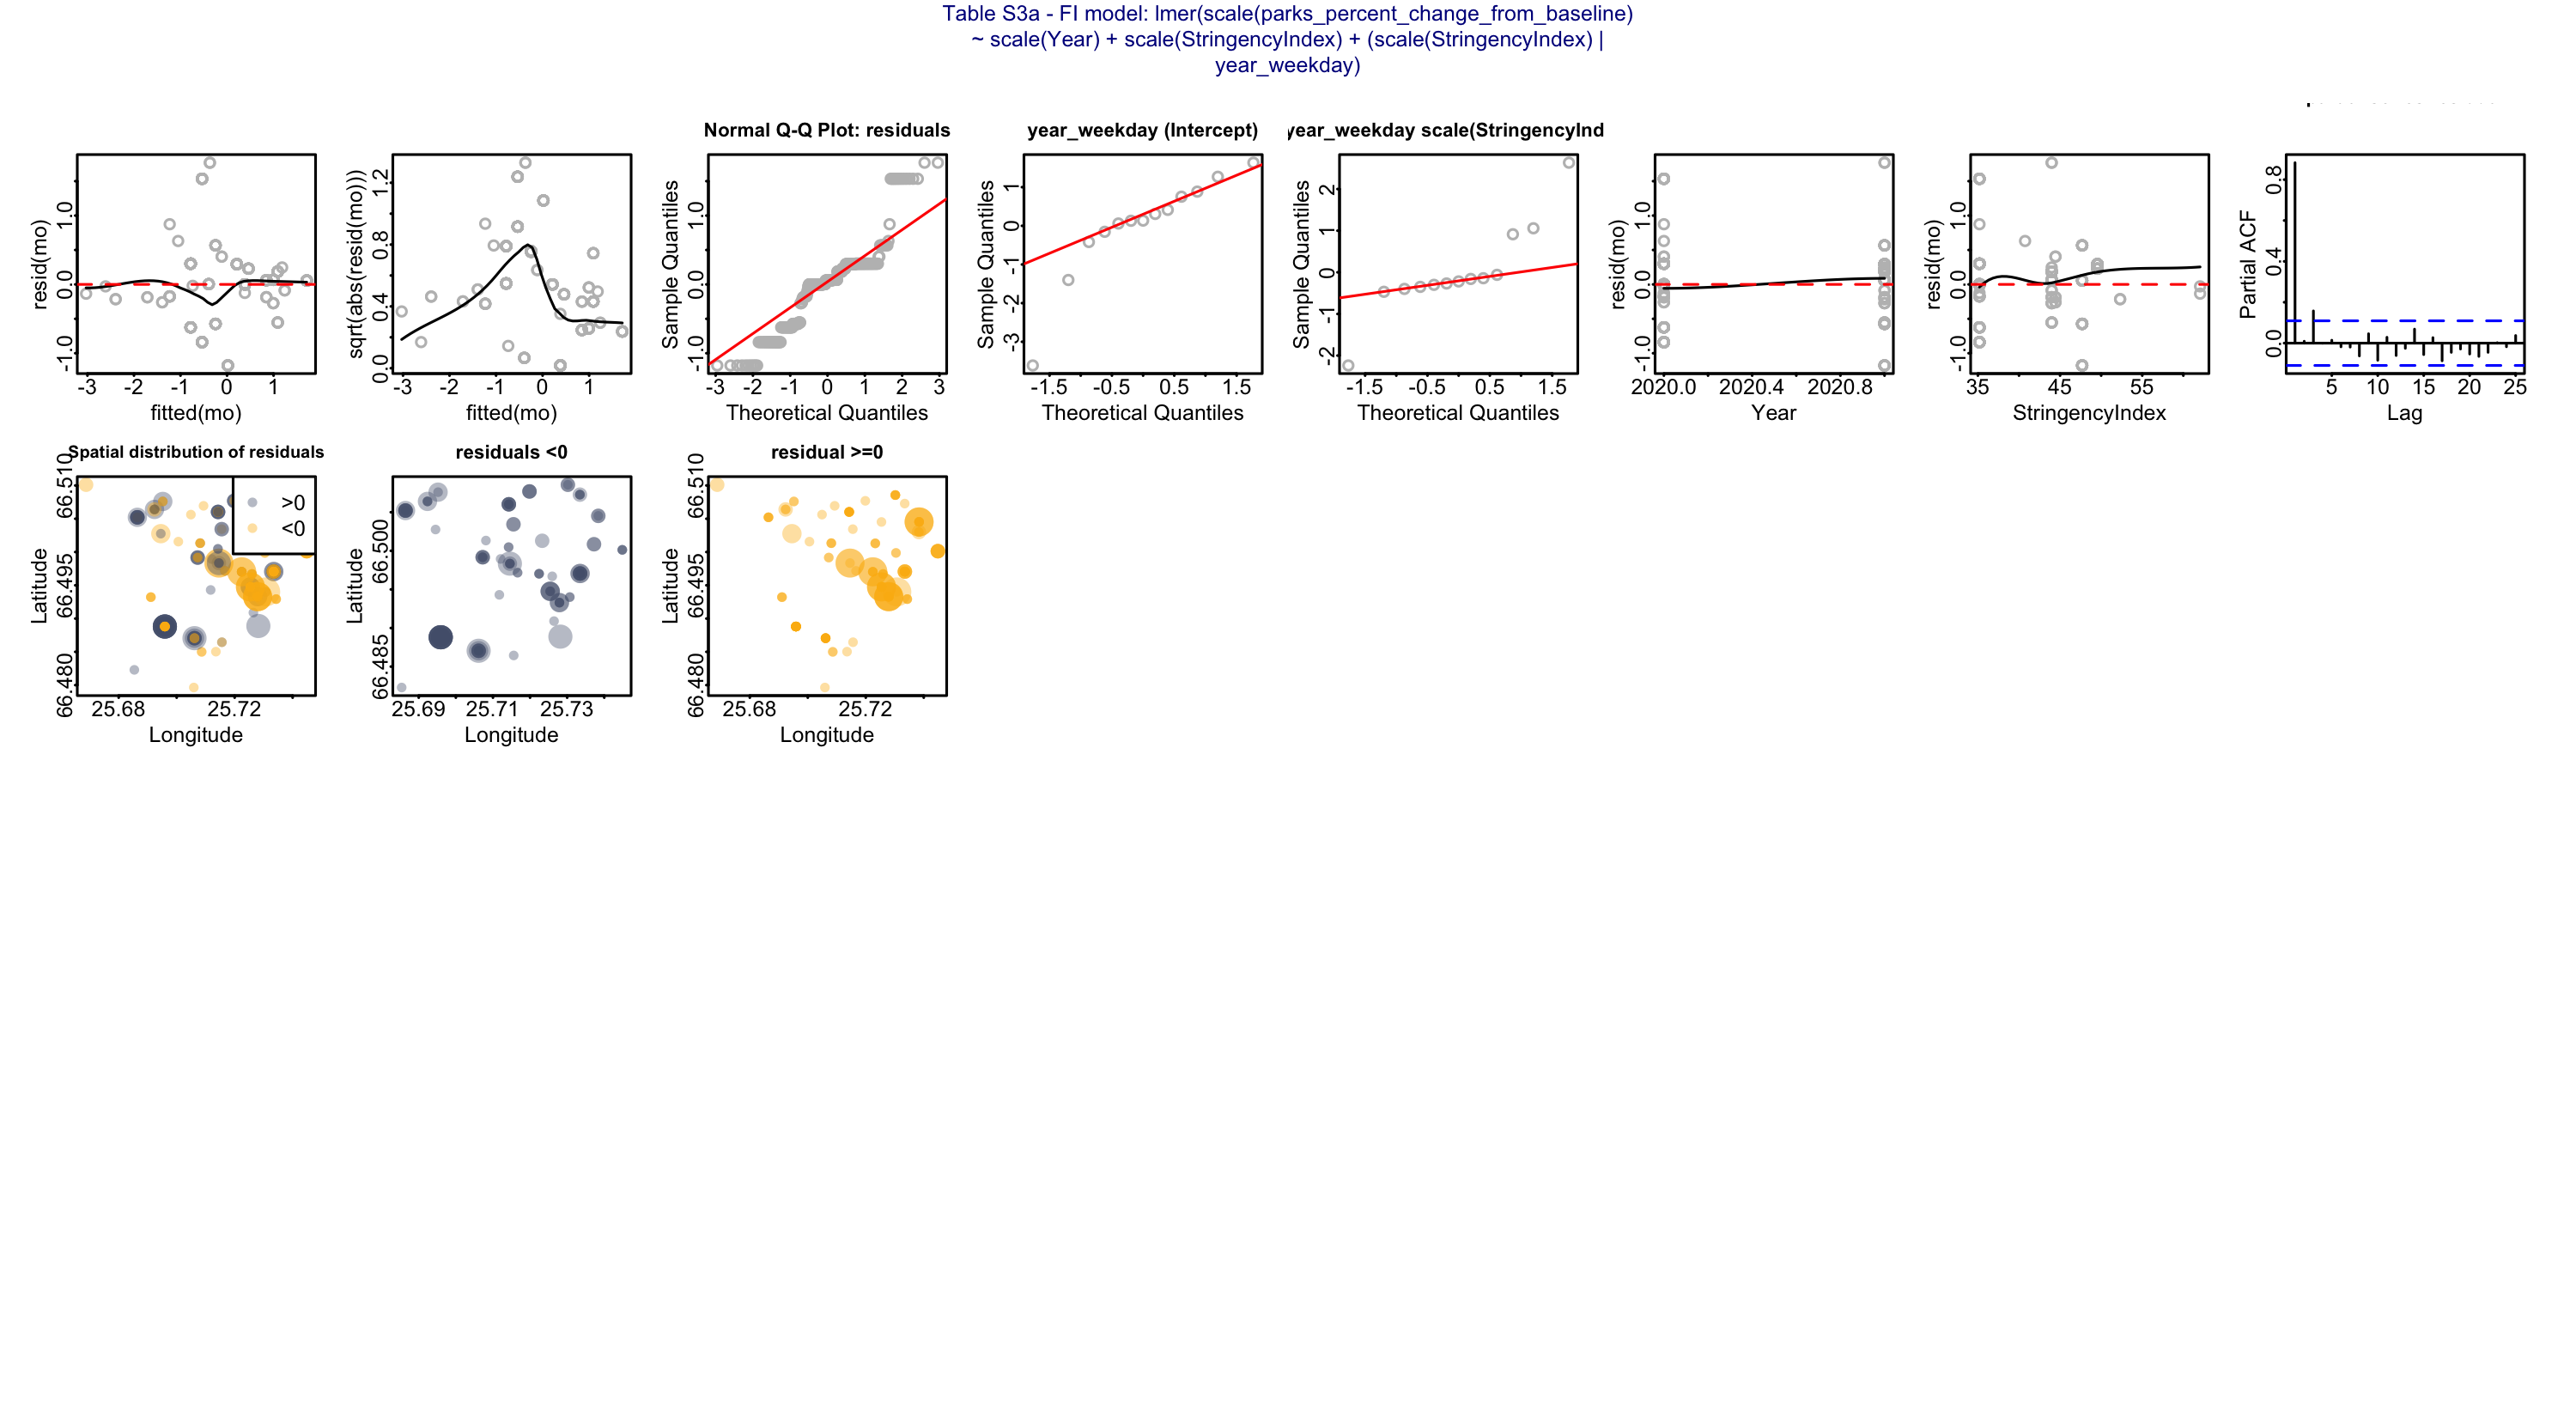 Table S3a - FI model: lmer(scale(parks_percent_change_from_baseline)
~ scale(Year) + scale(StringencyIndex) + (scale(StringencyIndex) |
year_weekday)
resid(mo)
-1.0 0.0 1.0
-3 -2 -1 0 1
fitted(mo)
sqrt(abs(resid(mo)))
0.0 0.4 0.8 1.2
-3 -2 -1 0 1
fitted(mo)
Normal Q-Q Plot: residuals
Sample Quantiles
-1.0 0.0 1.0
-3 -2 -1 0 1 2 3
Theoretical Quantiles
year_weekday (Intercept)
Sample Quantiles
-3 -2 -1 0 1
-1.5 -0.5 0.5 1.5
Theoretical Quantiles
year_weekday scale(StringencyInd
Sample Quantiles
-2 -1 0 1 2
-1.5 -0.5 0.5 1.5
Theoretical Quantiles
resid(mo)
-1.0 0.0 1.0
2020.0 2020.4 2020.8
Year
resid(mo)
-1.0 0.0 1.0
35 45 55
StringencyIndex
Partial ACF
0.0 0.4 0.8
5 10 15 20 25
Lag
Spatial distribution of residuals
Latitude
66.480 66.495 66.510
>0
<0
25.68 25.72
Longitude
residuals <0
Latitude
66.485 66.500
25.69 25.71 25.73
Longitude
residual >=0
Latitude
66.480 66.495 66.510
25.68 25.72
Longitude